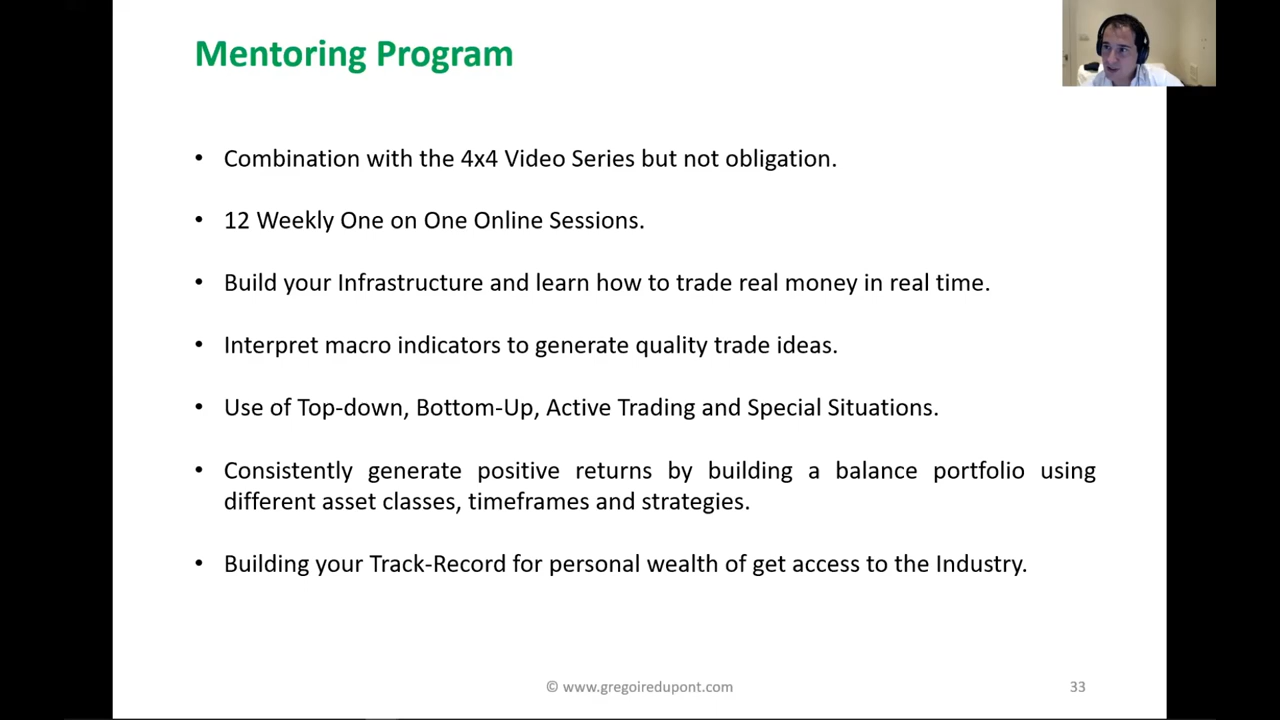 Mentoring Program
• Combination with the 4x4 Video Series but not obligation.
• 12 Weekly One on One Online Sessions.
• Build your Infrastructure and learn how to trade real money in real time.
• Interpret macro indicators to generate quality trade ideas.
• Use of Top-down, Bottom-Up, Active Trading and Special Situations.
• Consistently generate positive returns by building a balance portfolio using
different asset classes, timeframes and strategies.
• Building your Track-Record for personal wealth of get access to the Industry.
© www.gregoiredupont.com
33